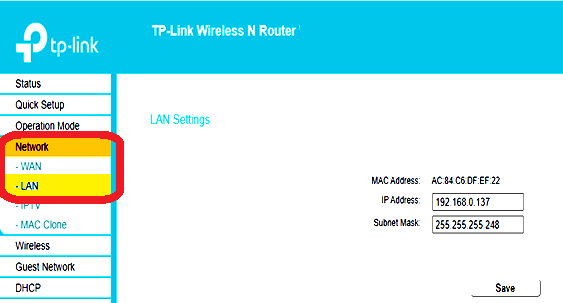 tp-link
TP-Link Wireless N Router
Status
Quick Setup
Operation Mode
Network
- WAN
- LAN
- IPTV
- MAC Clone
Wireless
Guest Network
DHCP
LAN Settings
MAC Address: AC:84:C6:DF:EF:22
IP Address: 192.168.0.137
Subnet Mask: 255 255 255 248
Save